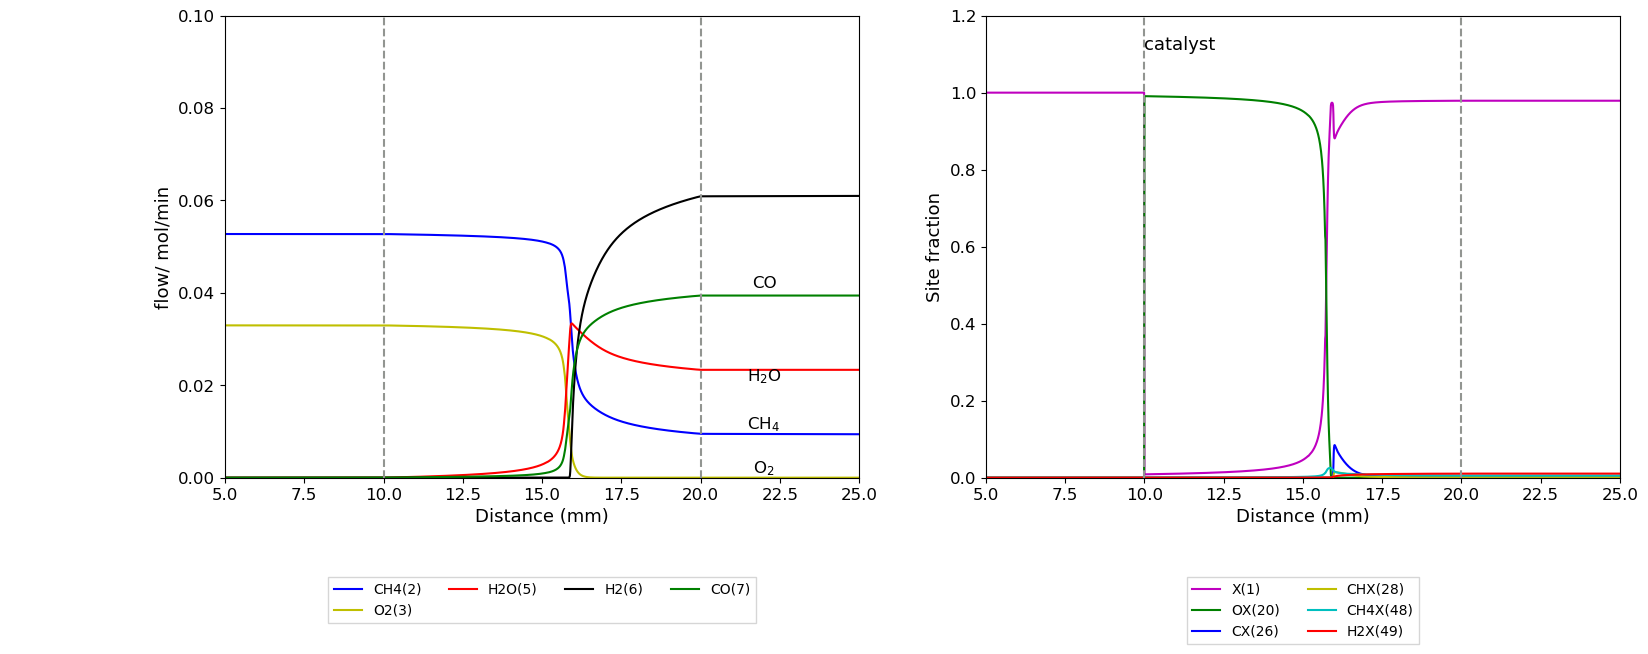 0.10
0.08
0.06
0.04
0.02
0.00
flow/ mol/min
CO
H₂O
CH₄
O₂
5.0 7.5 10.0 12.5 15.0 17.5 20.0 22.5 25.0
Distance (mm)
CH4(2) H2O(5) H2(6) CO(7)
O2(3)
1.2
1.0
0.8
0.6
0.4
0.2
0.0
Site fraction
catalyst
5.0 7.5 10.0 12.5 15.0 17.5 20.0 22.5 25.0
Distance (mm)
X(1) CHX(28)
OX(20) CH4X(48)
CX(26) H2X(49)